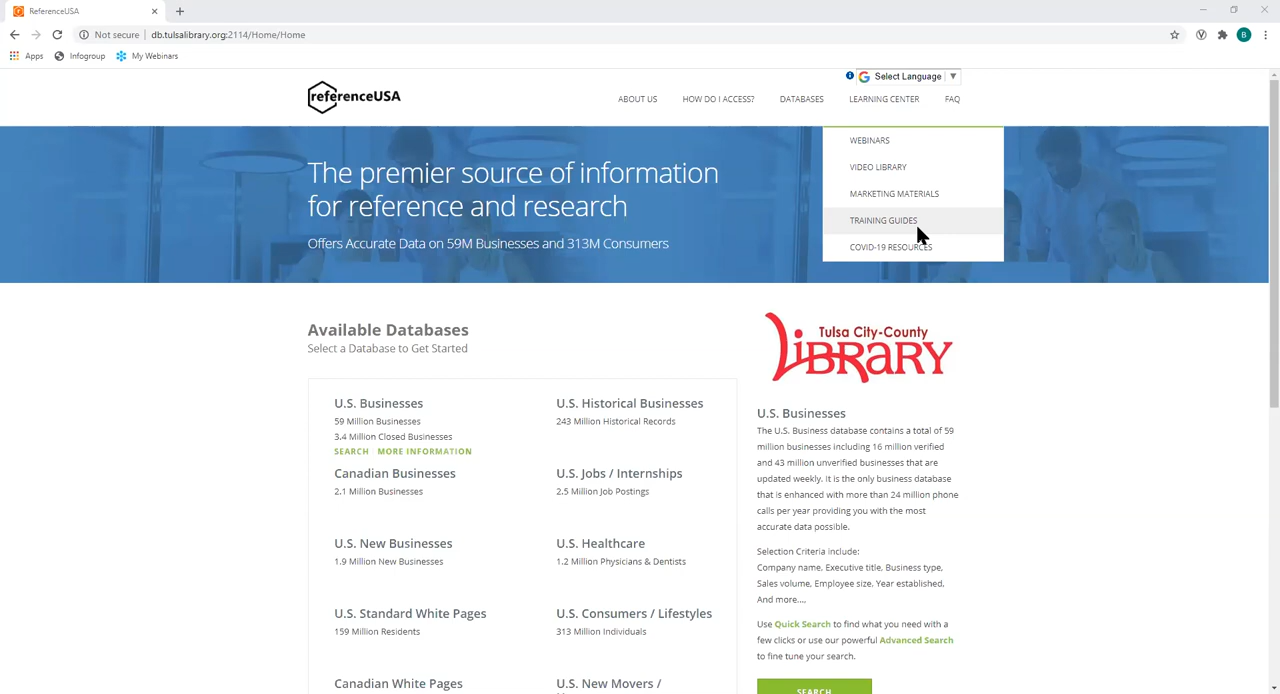 ReferenceUSA
Not secure
db.tulsalibrary.org:2114/Home/Home
B
Apps
Infogroup
My Webinars
Select Language ▼
referenceUSA
ABOUT US
HOW DO I ACCESS?
DATABASES
LEARNING CENTER
FAQ
WEBINARS
VIDEO LIBRARY
MARKETING MATERIALS
TRAINING GUIDES
COVID-19 RESOURCES
The premier source of information
for reference and research
Offers Accurate Data on 59M Businesses and 313M Consumers
Available Databases
Select a Database to Get Started
U.S. Businesses
59 Million Businesses
3.4 Million Closed Businesses
SEARCH MORE INFORMATION
U.S. Historical Businesses
243 Million Historical Records
Canadian Businesses
2.1 Million Businesses
U.S. Jobs / Internships
2.5 Million Job Postings
U.S. New Businesses
1.9 Million New Businesses
U.S. Healthcare
1.2 Million Physicians & Dentists
U.S. Standard White Pages
159 Million Residents
U.S. Consumers / Lifestyles
313 Million Individuals
Canadian White Pages
U.S. New Movers /
Tulsa City-County
LIBRARY
U.S. Businesses
The U.S. Business database contains a total of 59
million businesses including 16 million verified
and 43 million unverified businesses that are
updated weekly. It is the only business database
that is enhanced with more than 24 million phone
calls per year providing you with the most
accurate data possible.
Selection Criteria include:
Company name, Executive title, Business type,
Sales volume, Employee size, Year established,
And more....
Use Quick Search to find what you need with a
few clicks or use our powerful Advanced Search
to fine tune your search.
SEARCH